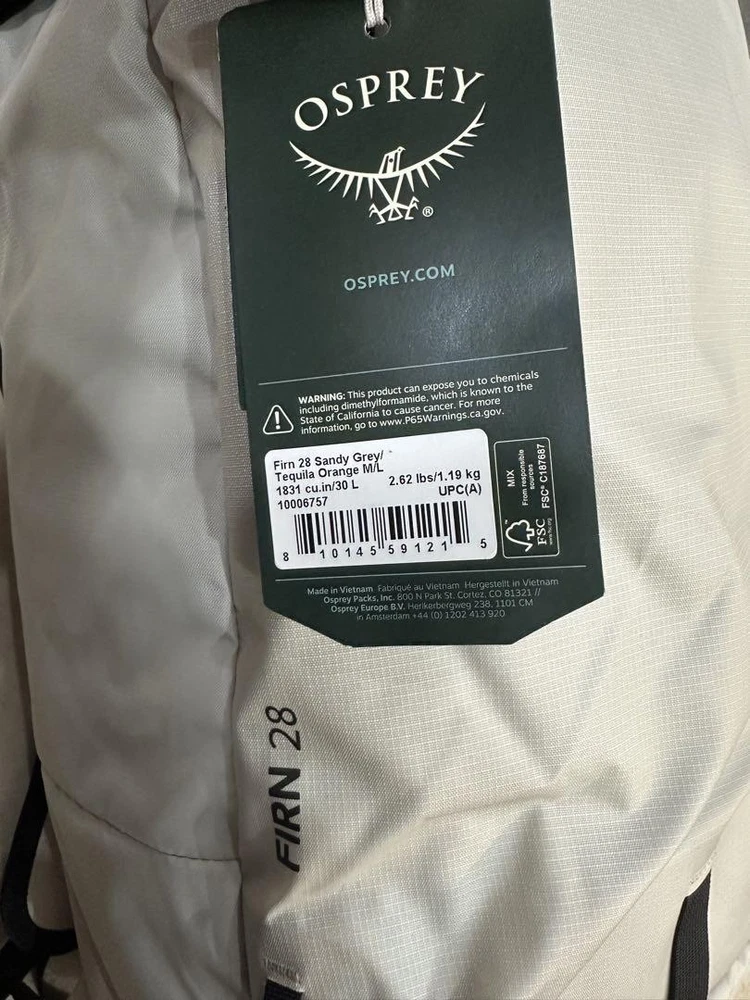 OSPREY
®
OSPREY.COM
WARNING: This product can expose you to chemicals
including dimethylformamide, which is known to the
State of California to cause cancer. For more
information, go to www.P65Warnings.ca.gov.
Firn 28 Sandy Grey/
Tequila Orange M/L
1831 cu.in/30 L 2.62 lbs/1.19 kg
10006757 UPC(A)
8 10145 59121 5
MIX
From responsible
sources
FSC® C187687
FSC
www.fsc.org
Made in Vietnam Fabriqué au Vietnam Hergestellt in Vietnam
Osprey Packs, Inc. 800 N Park St. Cortez, CO 81321 //
Osprey Europe B.V. Herikerbergweg 238, 1101 CM
in Amsterdam +44 (0) 1202 413 920
FIRN 28